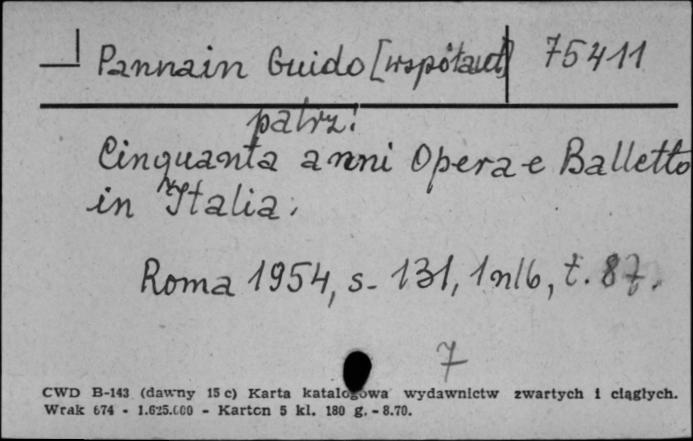 Pannain Guido [współaut.] 75411
patrz:
Cinquanta anni Opera e Balletto
in Italia.
Roma 1954, s. 131, 1 nlb, t. 87.
7
CWD B-143 (dawny 15 c) Karta katalogowa wydawnictw zwartych i ciągłych.
Wrak 674 - 1.625.000 - Karton 5 kl. 180 g. - 8.70.